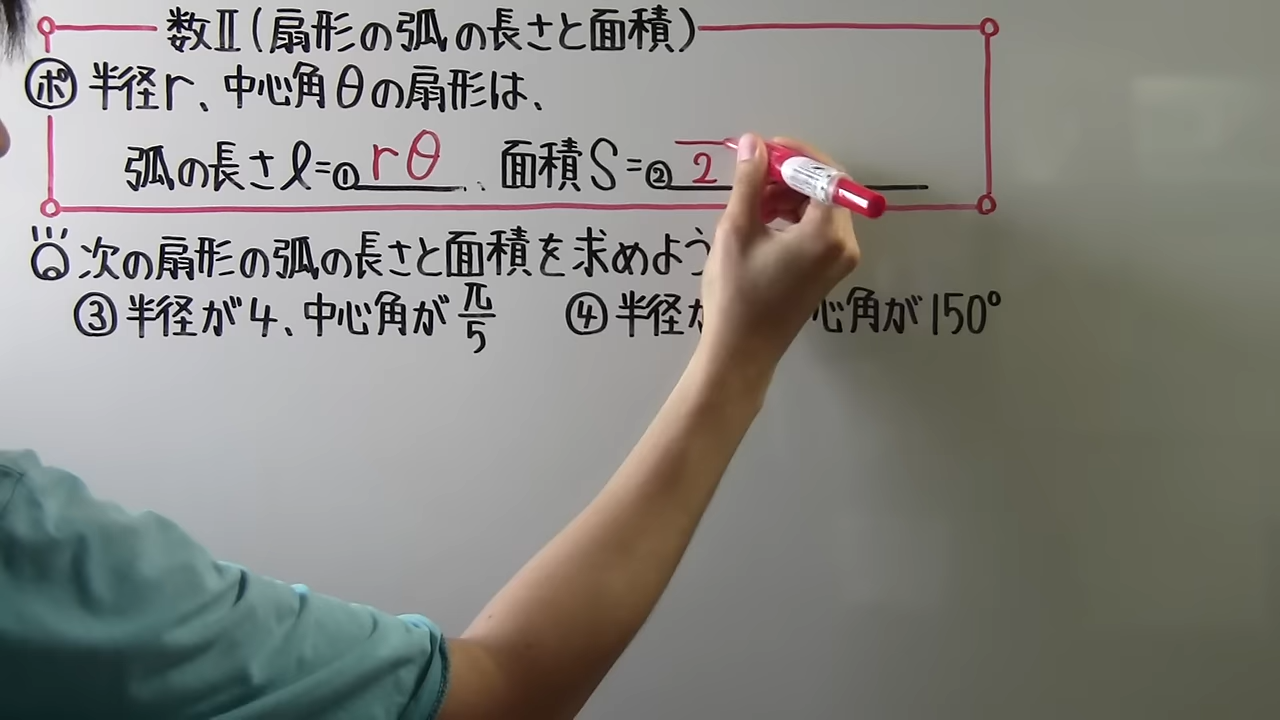 数Ⅱ(扇形の弧の長さと面積)
ポ 半径r、中心角θの扇形は、
弧の長さℓ=① rθ 、面積S=② 2
次の扇形の弧の長さと面積を求めよう
③半径が4、中心角がπ/5 ④半径が 心角が150°